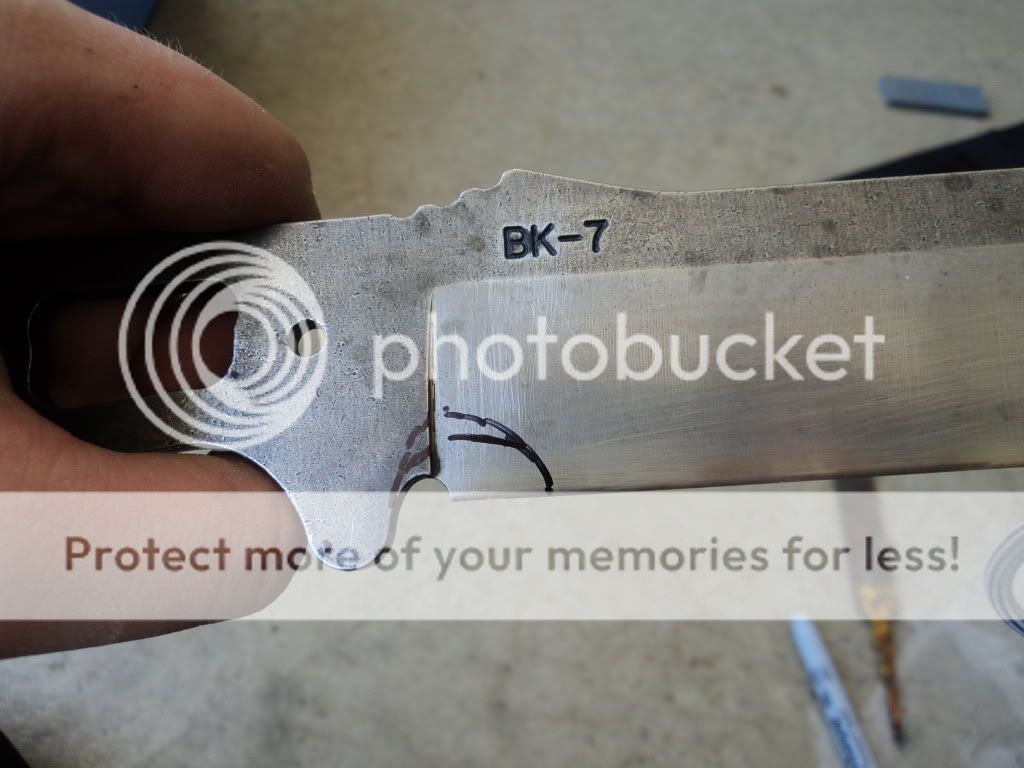 BK-7
photobucket
Protect more of your memories for less!